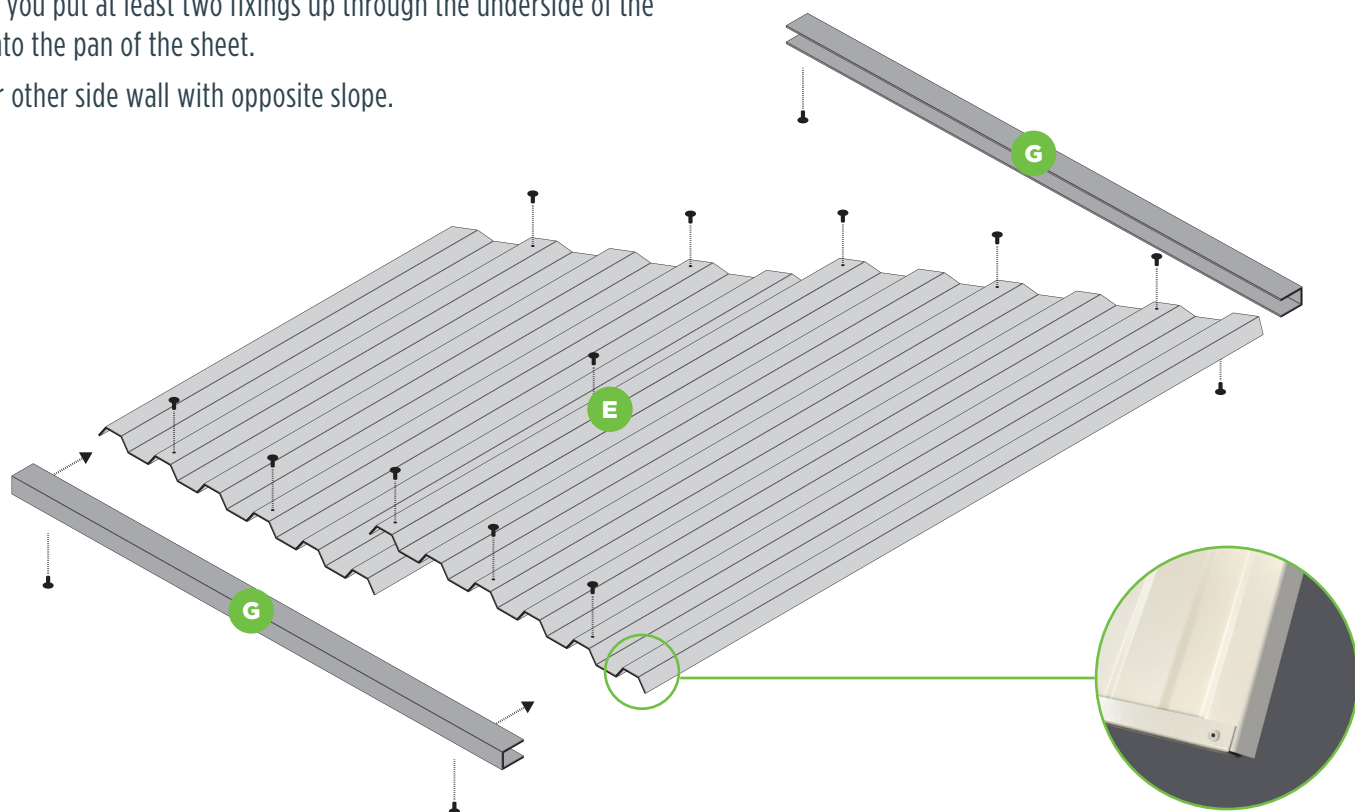 you put at least two fixings up through the underside of the
nto the pan of the sheet.
r other side wall with opposite slope.
G
E
G